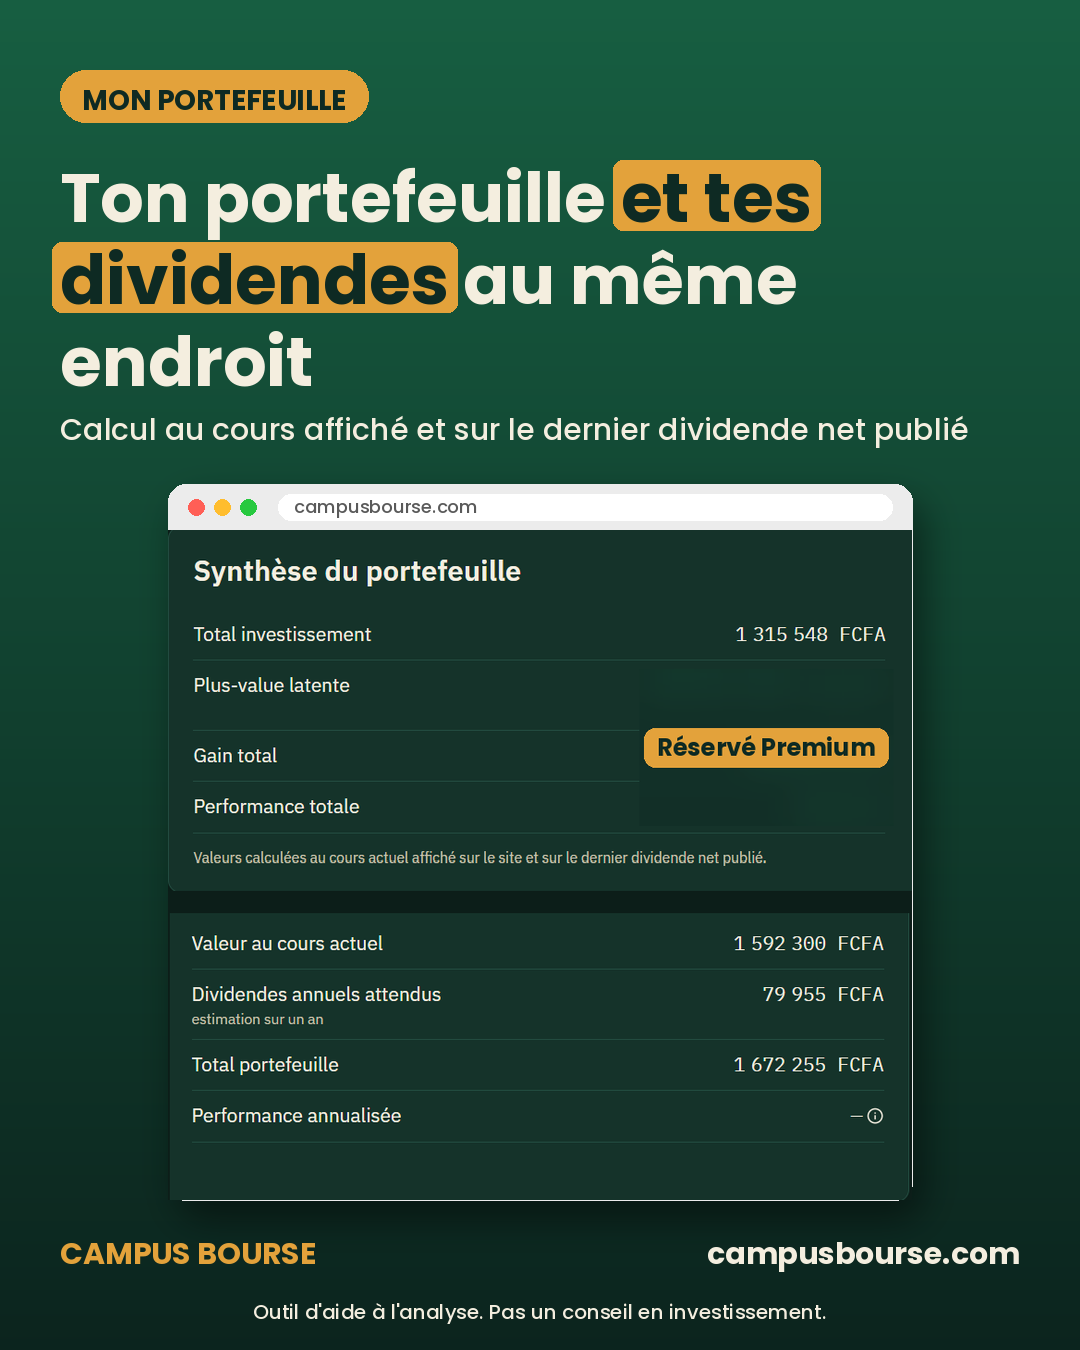 MON PORTEFEUILLE
Ton portefeuille et tes
dividendes au même
endroit
Calcul au cours affiché et sur le dernier dividende net publié
campusbourse.com
Synthèse du portefeuille
Total investissement 1 315 548 FCFA
Plus-value latente
Réservé Premium
Gain total
Performance totale
Valeurs calculées au cours actuel affiché sur le site et sur le dernier dividende net publié.
Valeur au cours actuel 1 592 300 FCFA
Dividendes annuels attendus 79 955 FCFA
estimation sur un an
Total portefeuille 1 672 255 FCFA
Performance annualisée —
CAMPUS BOURSE campusbourse.com
Outil d'aide à l'analyse. Pas un conseil en investissement.